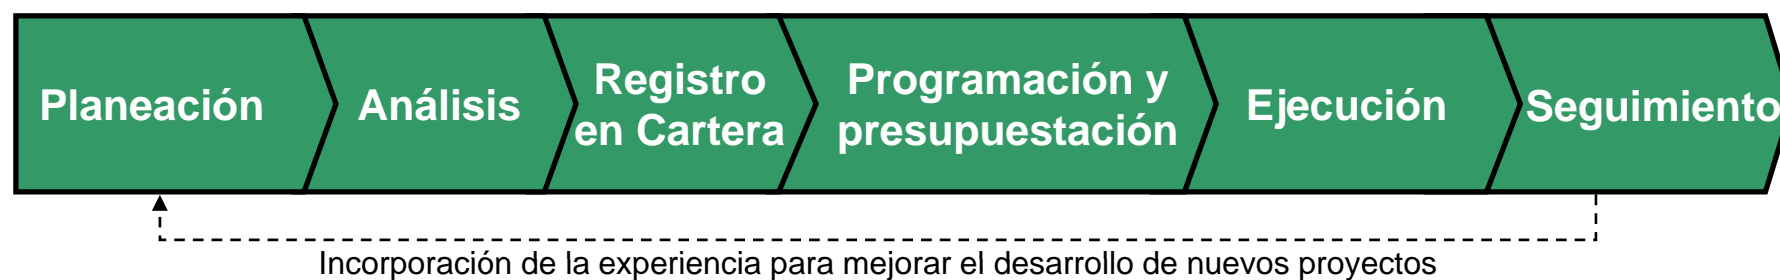 Planeación
Análisis
Registro
en Cartera
Programación y
presupuestación
Ejecución
Seguimiento
Incorporación de la experiencia para mejorar el desarrollo de nuevos proyectos